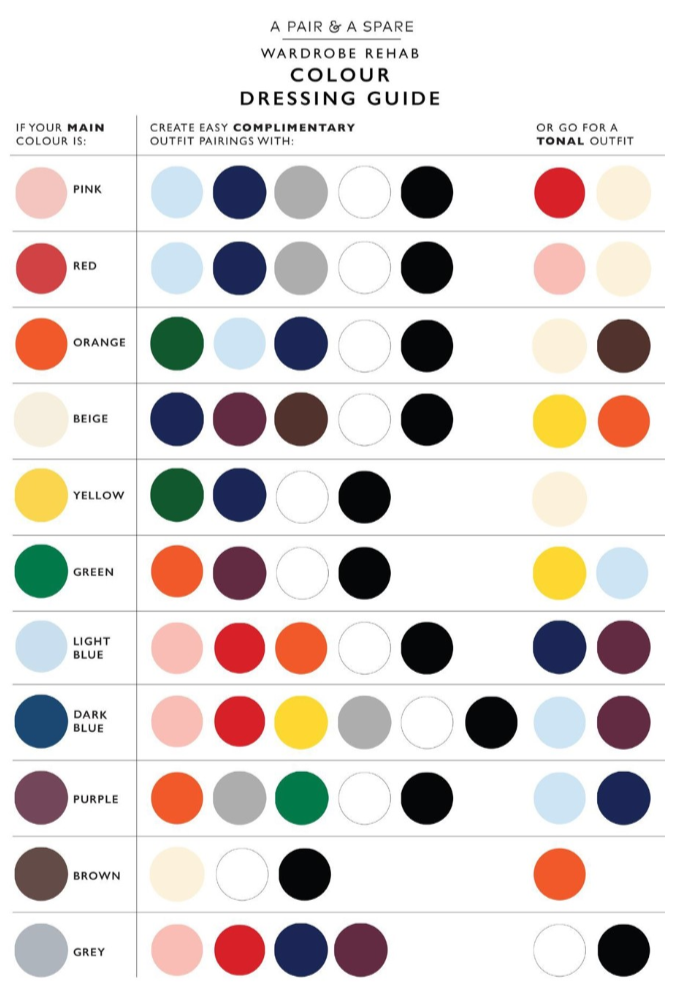 A PAIR & A SPARE
WARDROBE REHAB
COLOUR
DRESSING GUIDE
IF YOUR MAIN
COLOUR IS:
CREATE EASY COMPLIMENTARY
OUTFIT PAIRINGS WITH:
OR GO FOR A
TONAL OUTFIT
PINK
RED
ORANGE
BEIGE
YELLOW
GREEN
LIGHT
BLUE
DARK
BLUE
PURPLE
BROWN
GREY